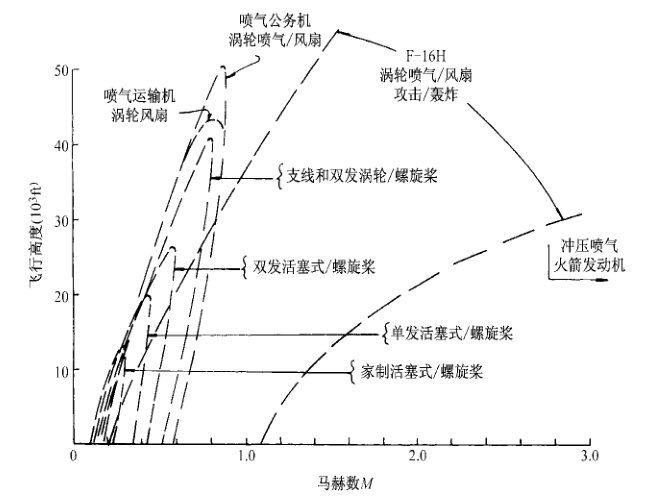 喷气公务机
涡轮喷气/风扇
F-16H
涡轮喷气/风扇
攻击/轰炸
喷气运输机
涡轮风扇
50
40
30
20
10
飞行高度(10³ft)
支线和双发涡轮/螺旋桨
双发活塞式/螺旋桨
冲压喷气
火箭发动机
单发活塞式/螺旋桨
家制活塞式/螺旋桨
0
1.0
2.0
3.0
马赫数M